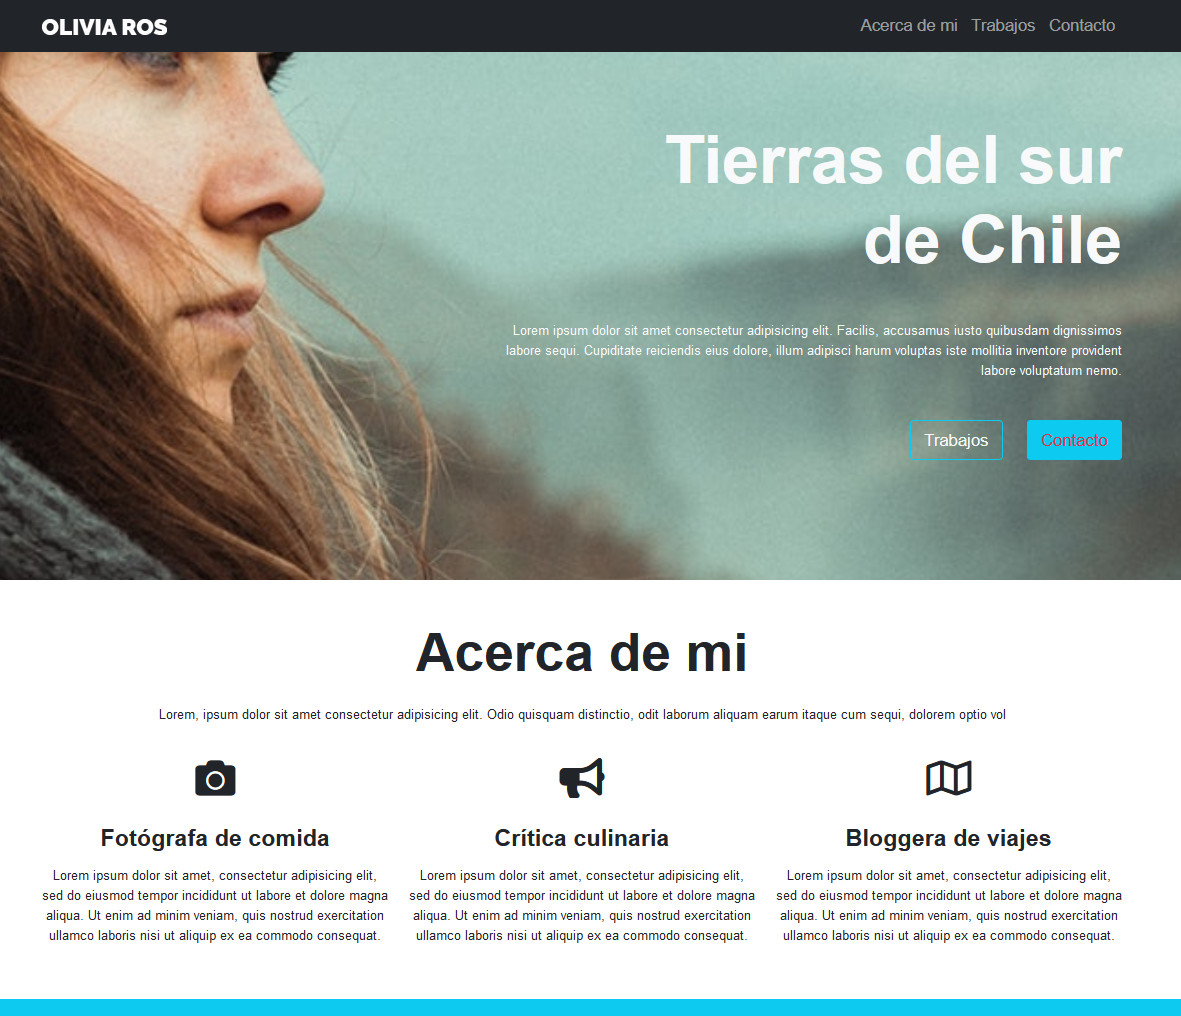 OLIVIA ROS
Acerca de mi Trabajos Contacto
Tierras del sur
de Chile
Lorem ipsum dolor sit amet consectetur adipisicing elit. Facilis, accusamus iusto quibusdam dignissimos
labore sequi. Cupiditate reiciendis eius dolore, illum adipisci harum voluptas iste mollitia inventore provident
labore voluptatum nemo.
Trabajos Contacto
Acerca de mi
Lorem, ipsum dolor sit amet consectetur adipisicing elit. Odio quisquam distinctio, odit laborum aliquam earum itaque cum sequi, dolorem optio vol
Fotógrafa de comida
Lorem ipsum dolor sit amet, consectetur adipisicing elit,
sed do eiusmod tempor incididunt ut labore et dolore magna
aliqua. Ut enim ad minim veniam, quis nostrud exercitation
ullamco laboris nisi ut aliquip ex ea commodo consequat.
Crítica culinaria
Lorem ipsum dolor sit amet, consectetur adipisicing elit,
sed do eiusmod tempor incididunt ut labore et dolore magna
aliqua. Ut enim ad minim veniam, quis nostrud exercitation
ullamco laboris nisi ut aliquip ex ea commodo consequat.
Bloggera de viajes
Lorem ipsum dolor sit amet, consectetur adipisicing elit,
sed do eiusmod tempor incididunt ut labore et dolore magna
aliqua. Ut enim ad minim veniam, quis nostrud exercitation
ullamco laboris nisi ut aliquip ex ea commodo consequat.